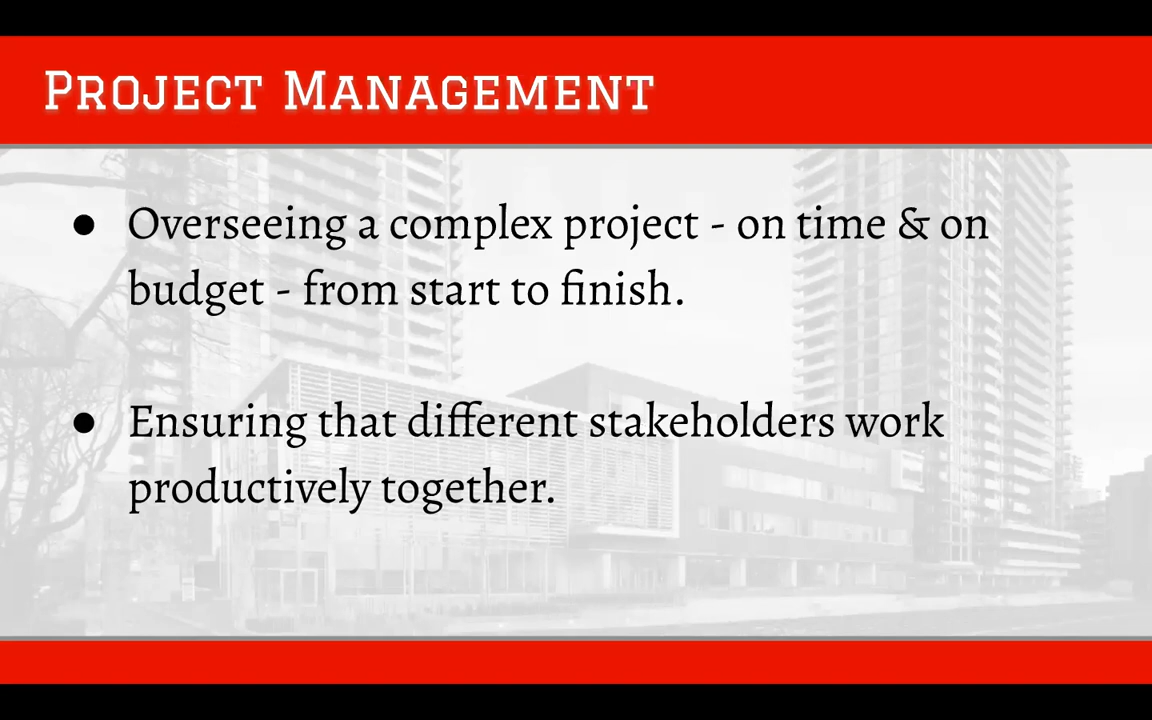 Project Management
● Overseeing a complex project - on time & on
budget - from start to finish.
● Ensuring that different stakeholders work
productively together.